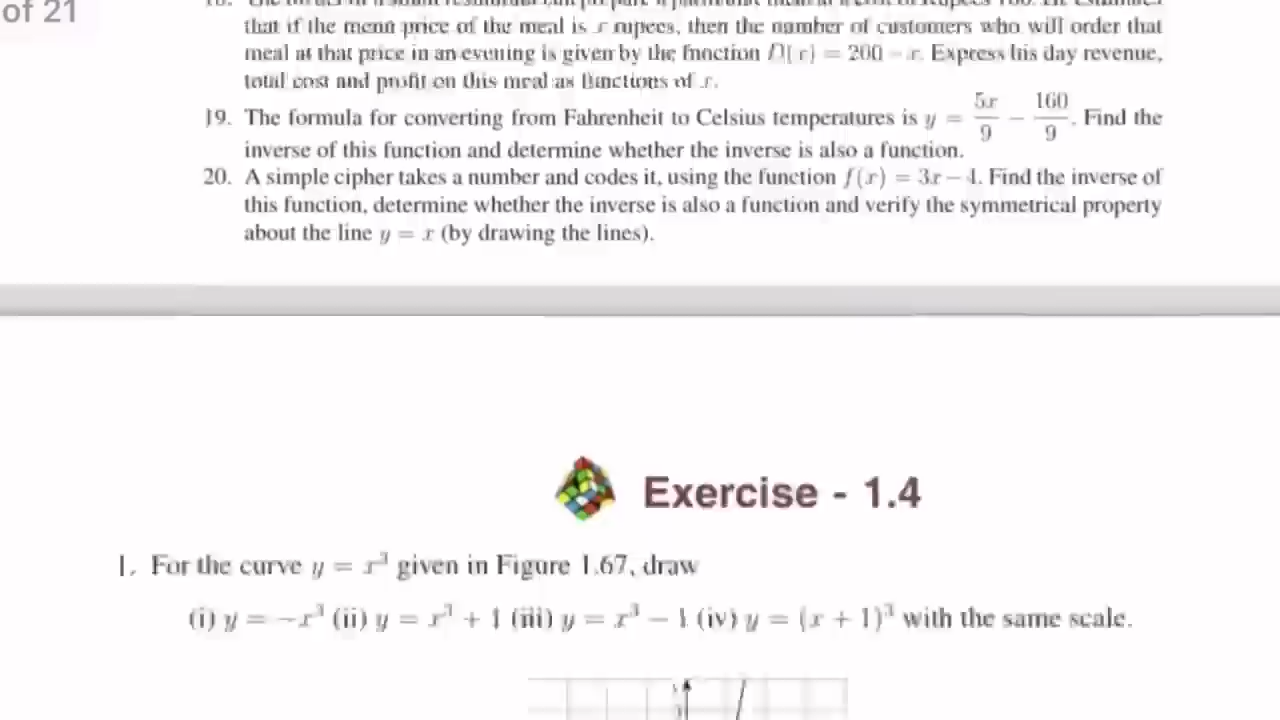 of 21
that if the menu price of the meal is x rupees, then the number of customers who will order that
meal at that price in an evening is given by the function D(x) = 200 − x. Express his day revenue,
total cost and profit on this meal as functions of x.
19. The formula for converting from Fahrenheit to Celsius temperatures is y = 5x/9 − 160/9. Find the
inverse of this function and determine whether the inverse is also a function.
20. A simple cipher takes a number and codes it, using the function f(x) = 3x − 4. Find the inverse of
this function, determine whether the inverse is also a function and verify the symmetrical property
about the line y = x (by drawing the lines).
Exercise - 1.4
1. For the curve y = x³ given in Figure 1.67, draw
(i) y = −x³ (ii) y = x³ + 1 (iii) y = x³ − 1 (iv) y = (x + 1)³ with the same scale.